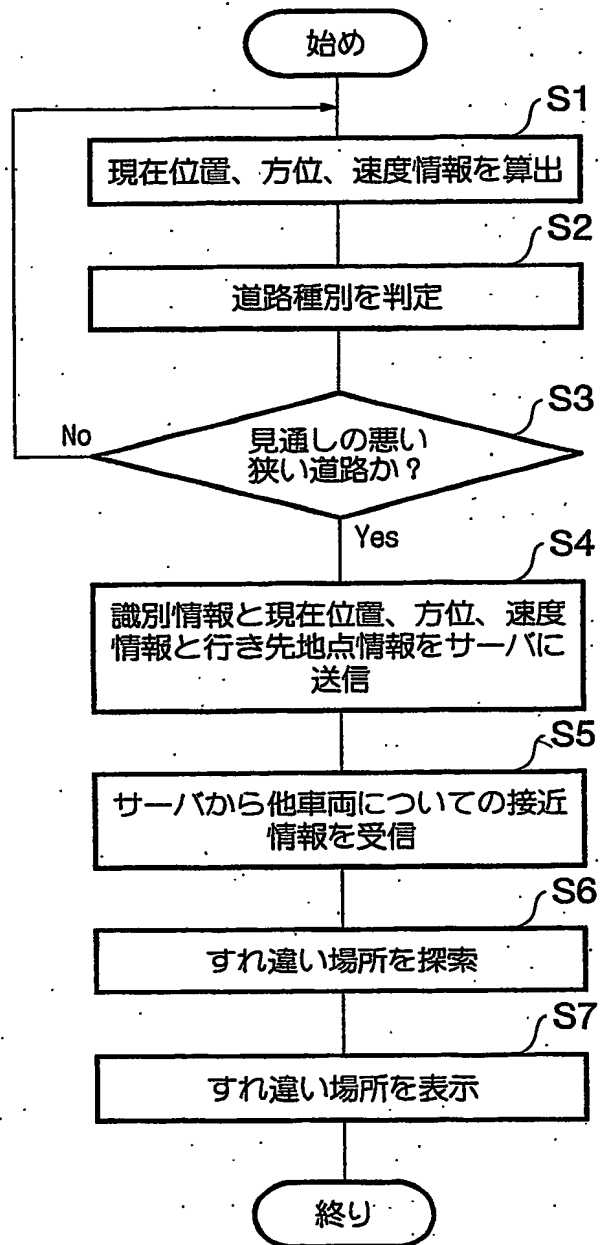 始め
S1
現在位置、方位、速度情報を算出
S2
道路種別を判定
S3
No
見通しの悪い
狭い道路か？
Yes
S4
識別情報と現在位置、方位、速度
情報と行き先地点情報をサーバに
送信
S5
サーバから他車両についての接近
情報を受信
S6
すれ違い場所を探索
S7
すれ違い場所を表示
終り